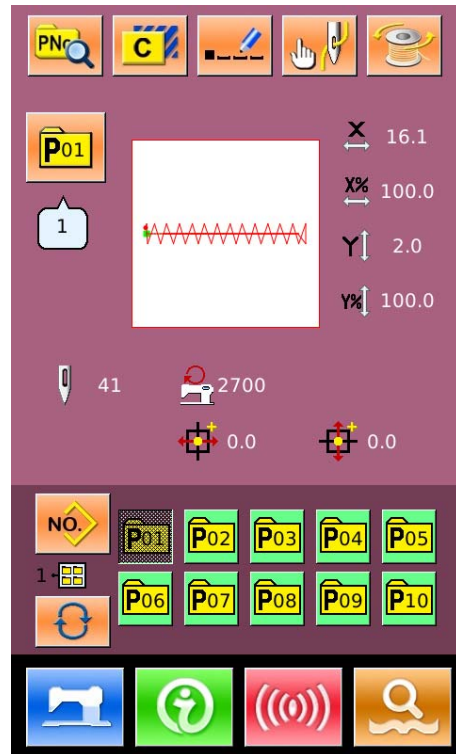 PNo
C
P01
X 16.1
1
X% 100.0
Y 2.0
Y% 100.0
41 2700
0.0 0.0
NO. P01 P02 P03 P04 P05
1-
P06 P07 P08 P09 P10